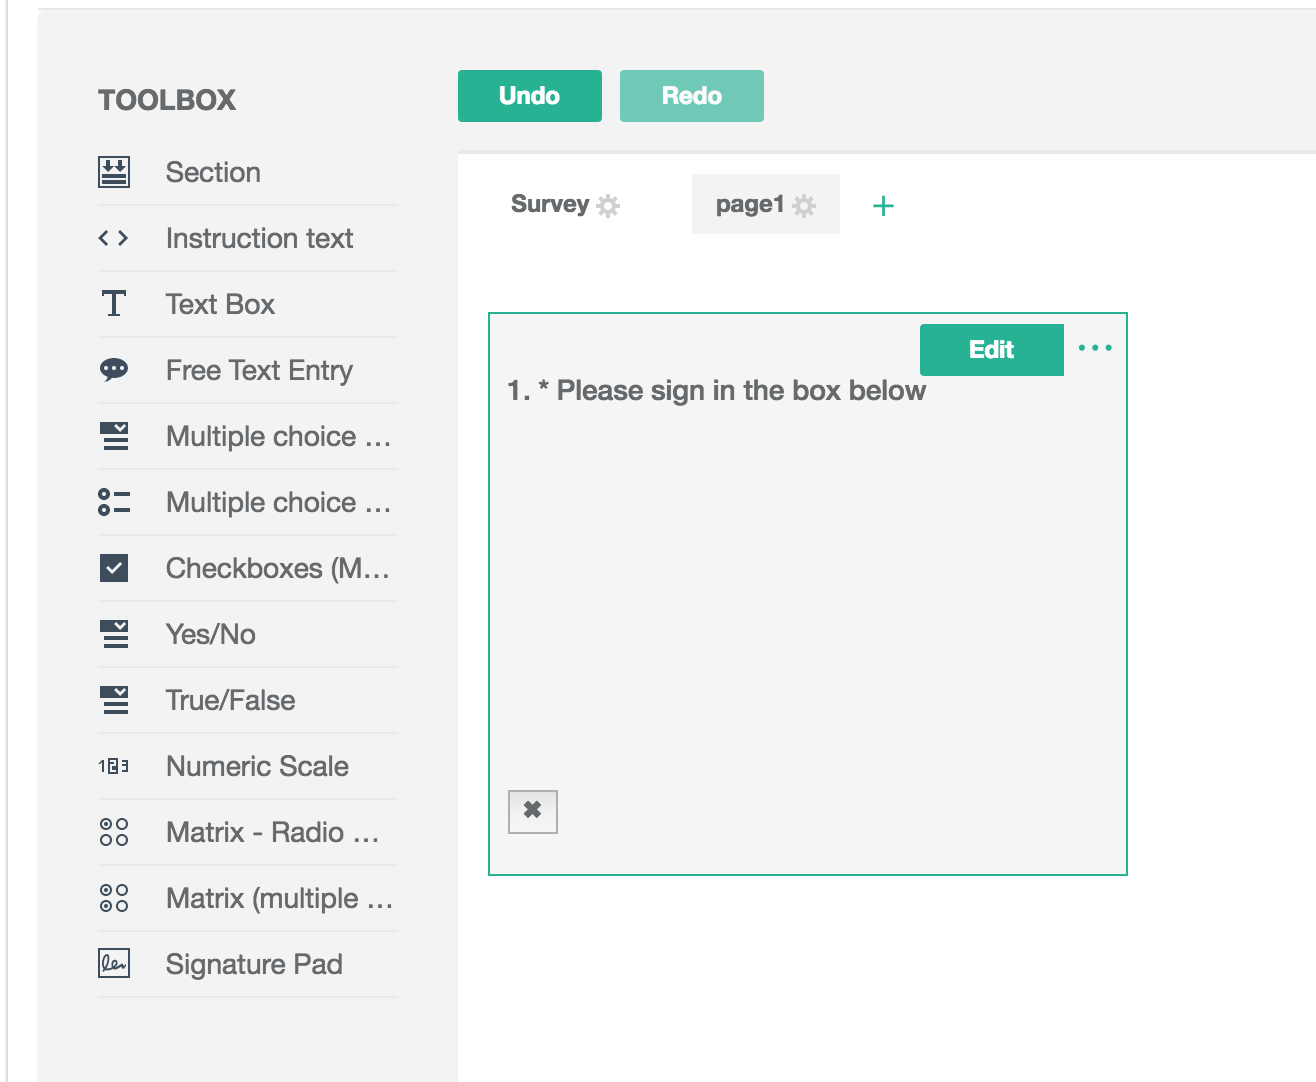 TOOLBOX
Section
Instruction text
Text Box
Free Text Entry
Multiple choice ...
Multiple choice ...
Checkboxes (M...
Yes/No
True/False
Numeric Scale
Matrix - Radio ...
Matrix (multiple ...
Signature Pad
Undo Redo
Survey page1 +
Edit ...
1. * Please sign in the box below
✖